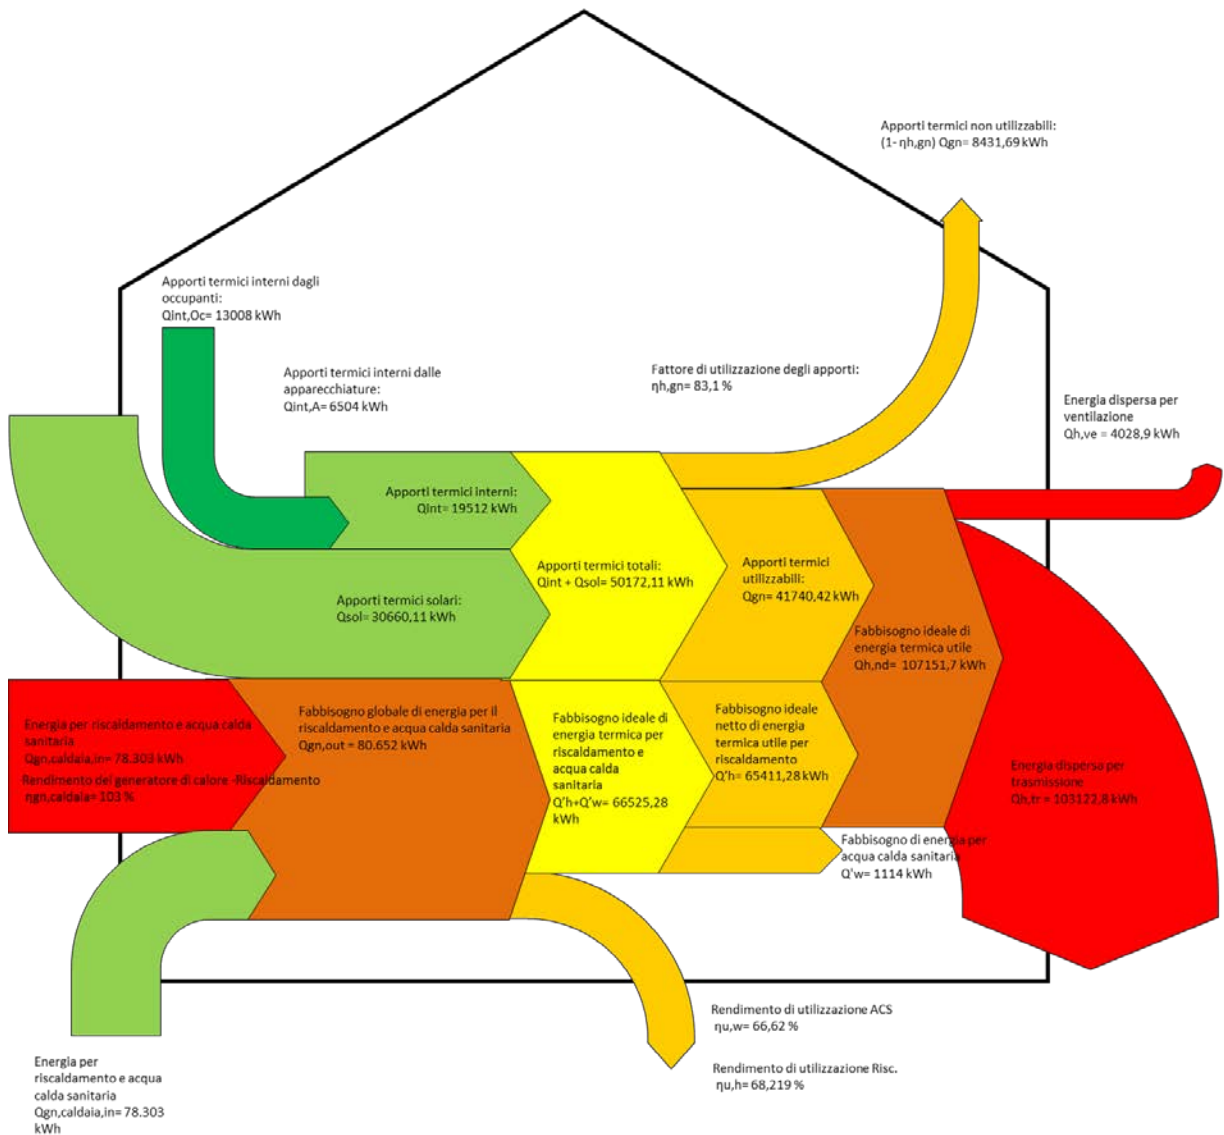 Apporti termici non utilizzabili:
(1- ηh,gn) Qgn= 8431,69 kWh
Apporti termici interni dagli
occupanti:
Qint,Oc= 13008 kWh
Apporti termici interni dalle
apparecchiature:
Qint,A= 6504 kWh
Fattore di utilizzazione degli apporti:
ηh,gn= 83,1 %
Energia dispersa per
ventilazione
Qh,ve = 4028,9 kWh
Apporti termici interni:
Qint= 19512 kWh
Apporti termici totali:
Qint + Qsol= 50172,11 kWh
Apporti termici
utilizzabili:
Qgn= 41740,42 kWh
Apporti termici solari:
Qsol= 30660,11 kWh
Fabbisogno ideale di
energia termica utile
Qh,nd= 107151,7 kWh
Energia per riscaldamento e acqua calda
sanitaria
Qgn,caldaia,in= 78.303 kWh
Rendimento del generatore di calore -Riscaldamento
ηgn,caldaia= 103 %
Fabbisogno globale di energia per il
riscaldamento e acqua calda sanitaria
Qgn,out = 80.652 kWh
Fabbisogno ideale di
energia termica per
riscaldamento e
acqua calda
sanitaria
Q'h+Q'w= 66525,28
kWh
Fabbisogno ideale
netto di energia
termica utile per
riscaldamento
Q'h= 65411,28 kWh
Energia dispersa per
trasmissione
Qh,tr = 103122,8 kWh
Fabbisogno di energia per
acqua calda sanitaria
Q'w= 1114 kWh
Rendimento di utilizzazione ACS
ηu,w= 66,62 %
Rendimento di utilizzazione Risc.
ηu,h= 68,219 %
Energia per
riscaldamento e acqua
calda sanitaria
Qgn,caldaia,in= 78.303
kWh